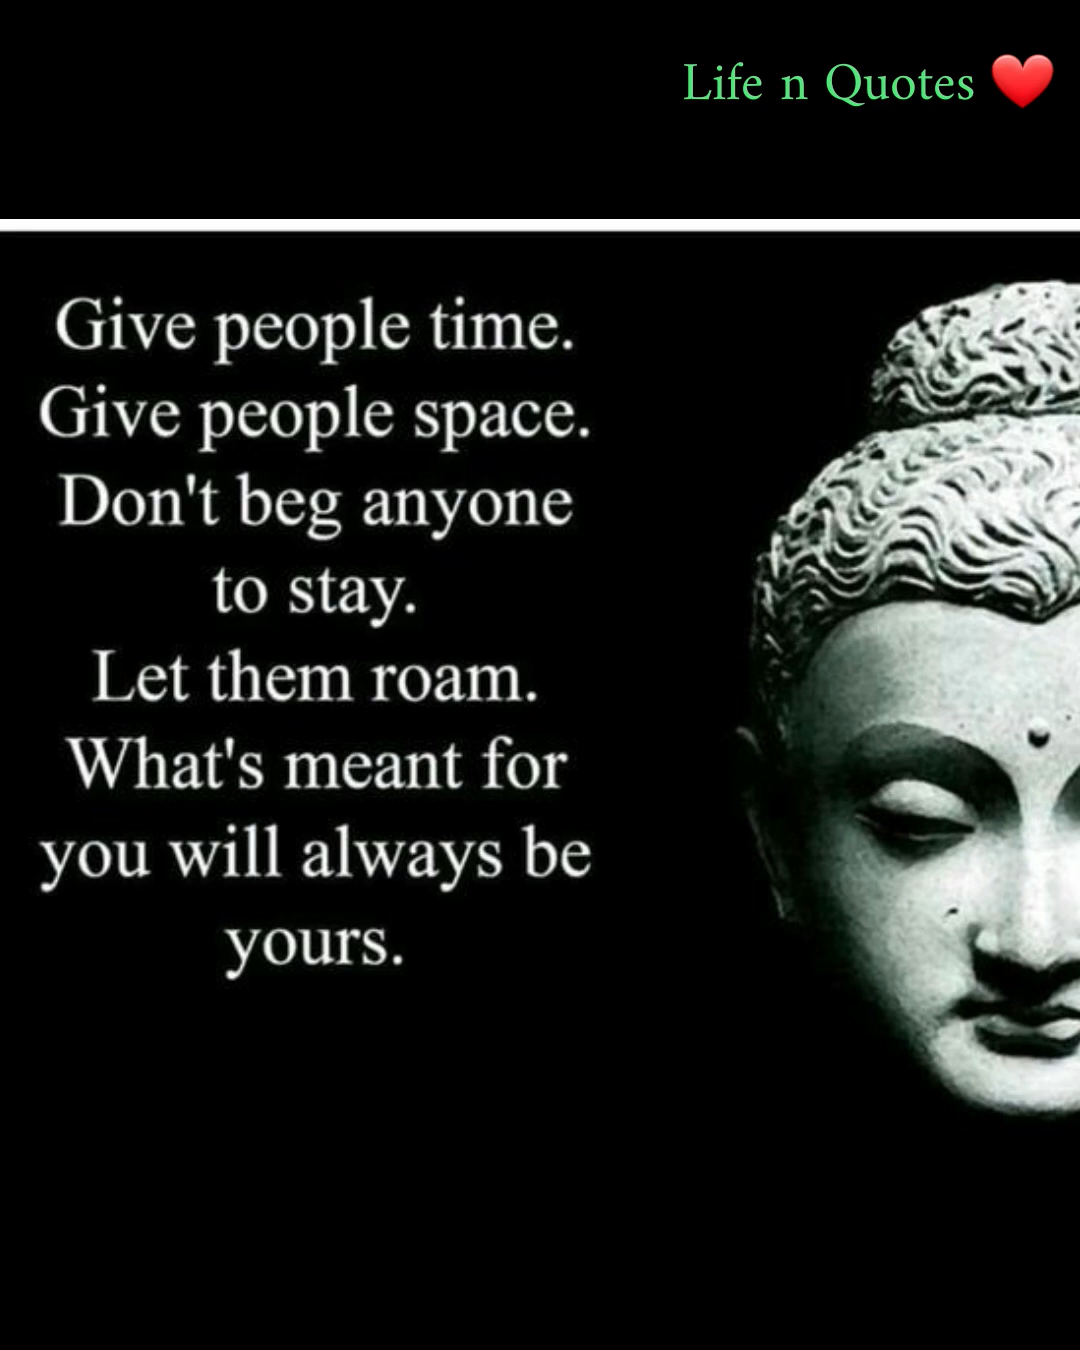 Life n Quotes ❤️
Give people time.
Give people space.
Don't beg anyone
to stay.
Let them roam.
What's meant for
you will always be
yours.